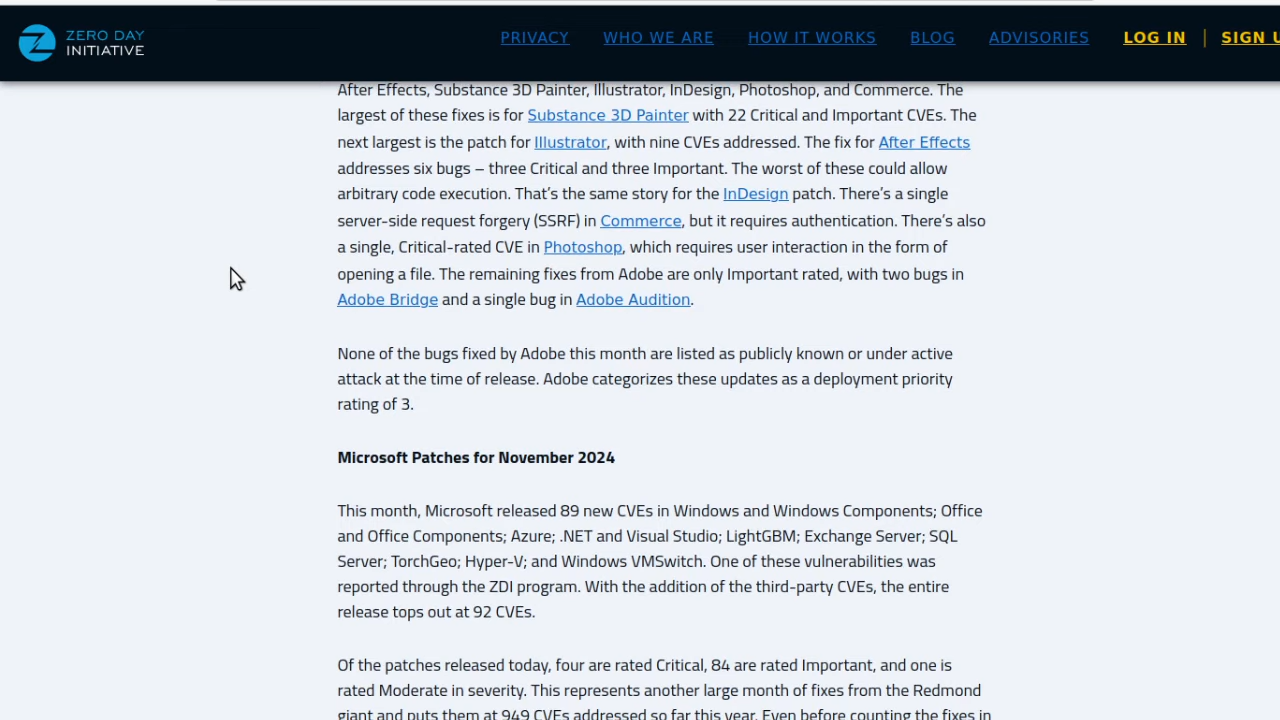 ZERO DAY
INITIATIVE
PRIVACY WHO WE ARE HOW IT WORKS BLOG ADVISORIES LOG IN | SIGN U
After Effects, Substance 3D Painter, Illustrator, InDesign, Photoshop, and Commerce. The
largest of these fixes is for Substance 3D Painter with 22 Critical and Important CVEs. The
next largest is the patch for Illustrator, with nine CVEs addressed. The fix for After Effects
addresses six bugs – three Critical and three Important. The worst of these could allow
arbitrary code execution. That's the same story for the InDesign patch. There's a single
server-side request forgery (SSRF) in Commerce, but it requires authentication. There's also
a single, Critical-rated CVE in Photoshop, which requires user interaction in the form of
opening a file. The remaining fixes from Adobe are only Important rated, with two bugs in
Adobe Bridge and a single bug in Adobe Audition.
None of the bugs fixed by Adobe this month are listed as publicly known or under active
attack at the time of release. Adobe categorizes these updates as a deployment priority
rating of 3.
Microsoft Patches for November 2024
This month, Microsoft released 89 new CVEs in Windows and Windows Components; Office
and Office Components; Azure; .NET and Visual Studio; LightGBM; Exchange Server; SQL
Server; TorchGeo; Hyper-V; and Windows VMSwitch. One of these vulnerabilities was
reported through the ZDI program. With the addition of the third-party CVEs, the entire
release tops out at 92 CVEs.
Of the patches released today, four are rated Critical, 84 are rated Important, and one is
rated Moderate in severity. This represents another large month of fixes from the Redmond
giant and puts them at 949 CVEs addressed so far this year. Even before counting the fixes in